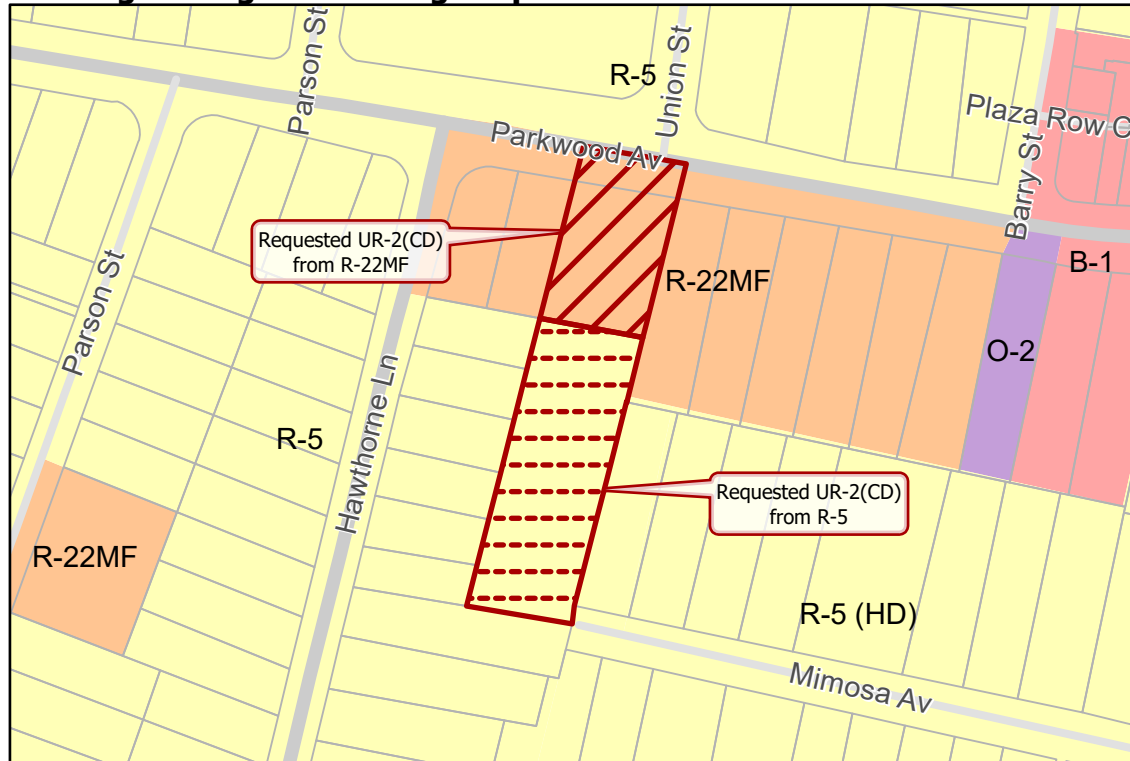 Parson St
Union St
R-5
Plaza Row C
Parkwood Av
Barry St
Requested UR-2(CD)
from R-22MF
R-22MF
B-1
Parson St
O-2
Hawthorne Ln
R-5
Requested UR-2(CD)
from R-5
R-22MF
R-5 (HD)
Mimosa Av